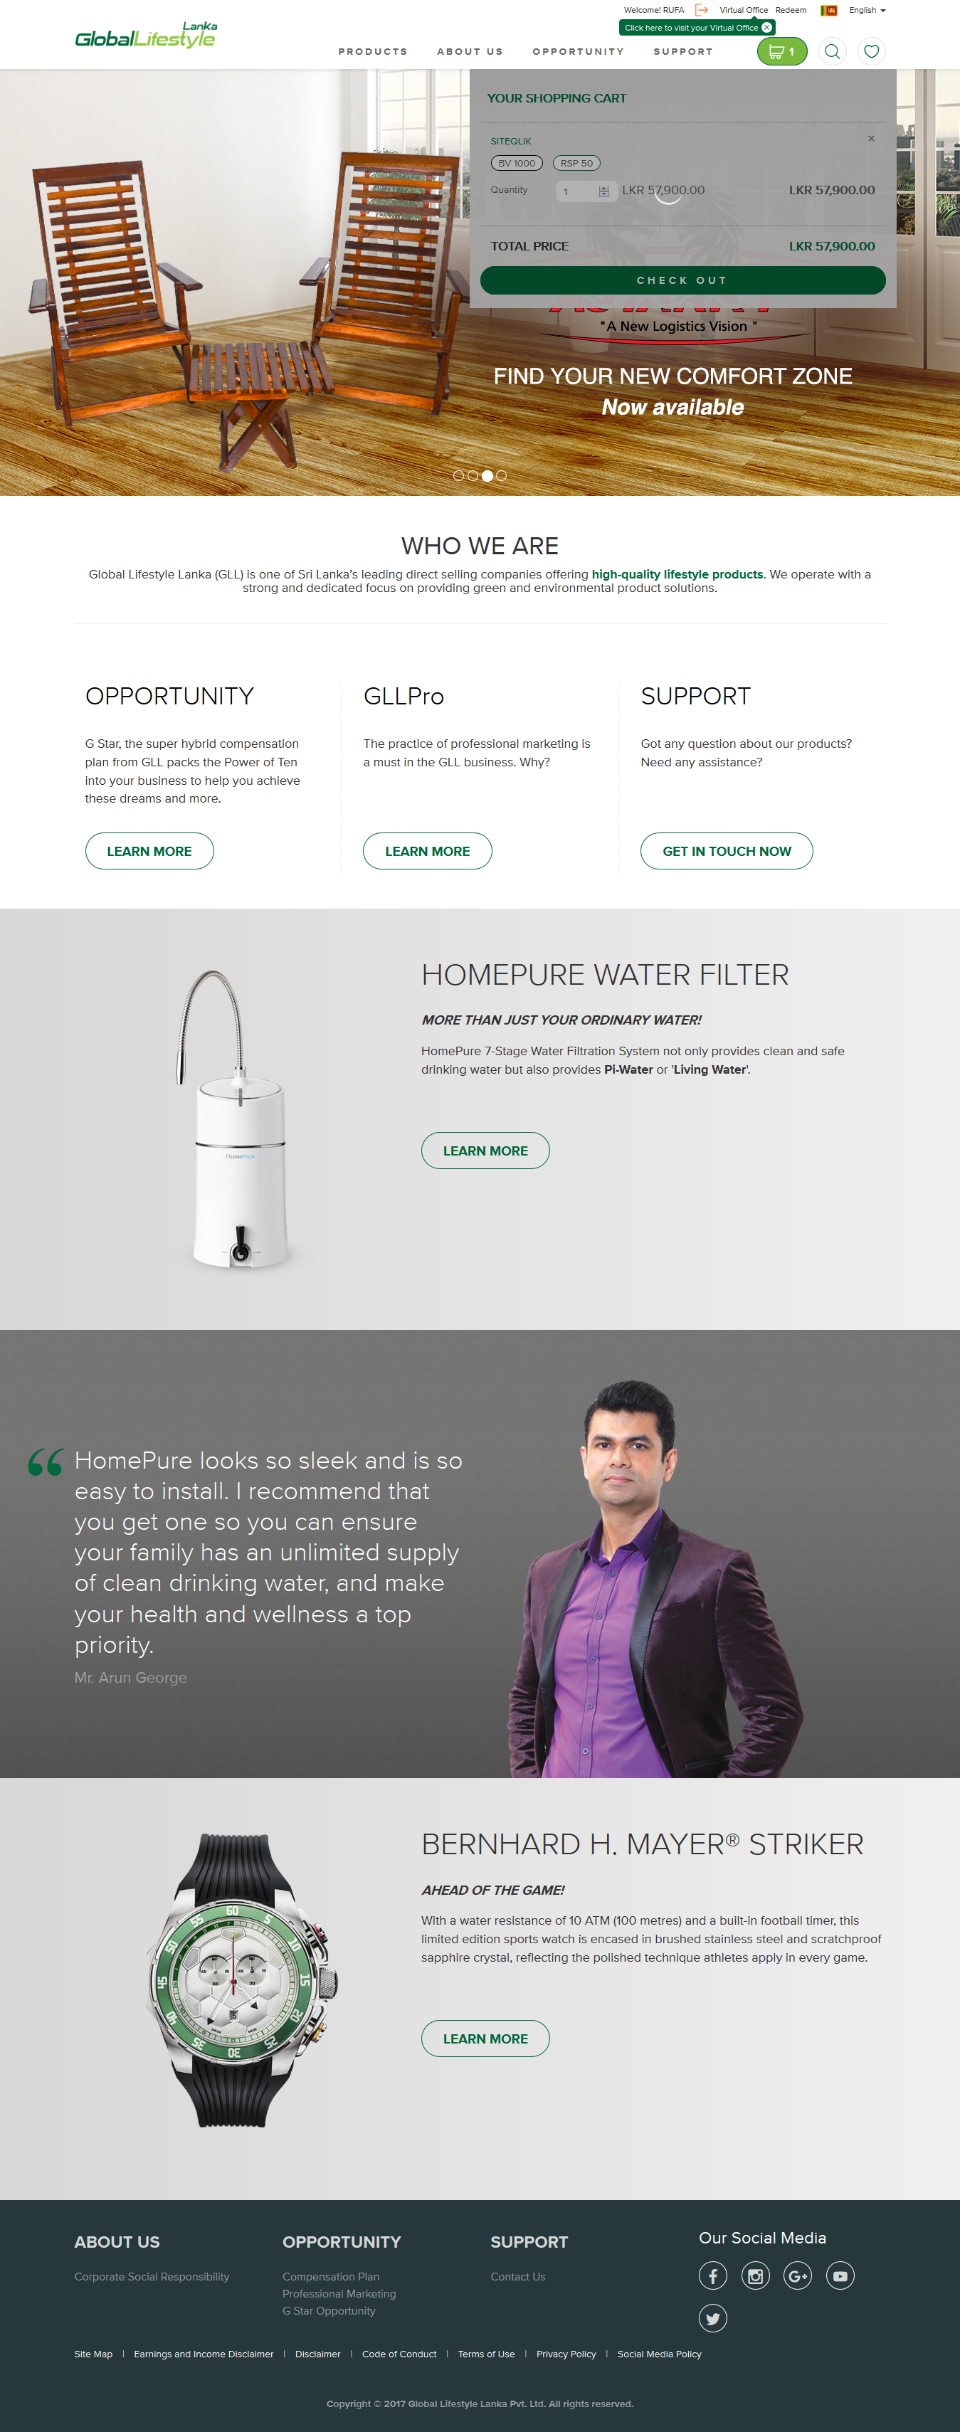 Welcome! RUFA
Virtual Office
Redeem
English
Click here to visit your Virtual Office
Lanka
GlobalLifestyle
PRODUCTS
ABOUT US
OPPORTUNITY
SUPPORT
1
YOUR SHOPPING CART
SITEQLIK
×
BV 1000
RSP 50
Quantity
1
LKR 57,900.00
LKR 57,900.00
TOTAL PRICE
LKR 57,900.00
CHECK OUT
"A New Logistics Vision "
FIND YOUR NEW COMFORT ZONE
Now available
WHO WE ARE
Global Lifestyle Lanka (GLL) is one of Sri Lanka's leading direct selling companies offering high-quality lifestyle products. We operate with a
strong and dedicated focus on providing green and environmental product solutions.
OPPORTUNITY
G Star, the super hybrid compensation
plan from GLL packs the Power of Ten
into your business to help you achieve
these dreams and more.
LEARN MORE
GLLPro
The practice of professional marketing is
a must in the GLL business. Why?
LEARN MORE
SUPPORT
Got any question about our products?
Need any assistance?
GET IN TOUCH NOW
HOMEPURE WATER FILTER
MORE THAN JUST YOUR ORDINARY WATER!
HomePure 7-Stage Water Filtration System not only provides clean and safe
drinking water but also provides Pi-Water or 'Living Water'.
LEARN MORE
HomePure
“ HomePure looks so sleek and is so
easy to install. I recommend that
you get one so you can ensure
your family has an unlimited supply
of clean drinking water, and make
your health and wellness a top
priority.
Mr. Arun George
BERNHARD H. MAYER® STRIKER
AHEAD OF THE GAME!
With a water resistance of 10 ATM (100 metres) and a built-in football timer, this
limited edition sports watch is encased in brushed stainless steel and scratchproof
sapphire crystal, reflecting the polished technique athletes apply in every game.
LEARN MORE
60
5
10
15
20
25
30
35
40
45
50
55
ABOUT US
Corporate Social Responsibility
OPPORTUNITY
Compensation Plan
Professional Marketing
G Star Opportunity
SUPPORT
Contact Us
Our Social Media
Site Map | Earnings and Income Disclaimer | Disclaimer | Code of Conduct | Terms of Use | Privacy Policy | Social Media Policy
Copyright © 2017 Global Lifestyle Lanka Pvt. Ltd. All rights reserved.